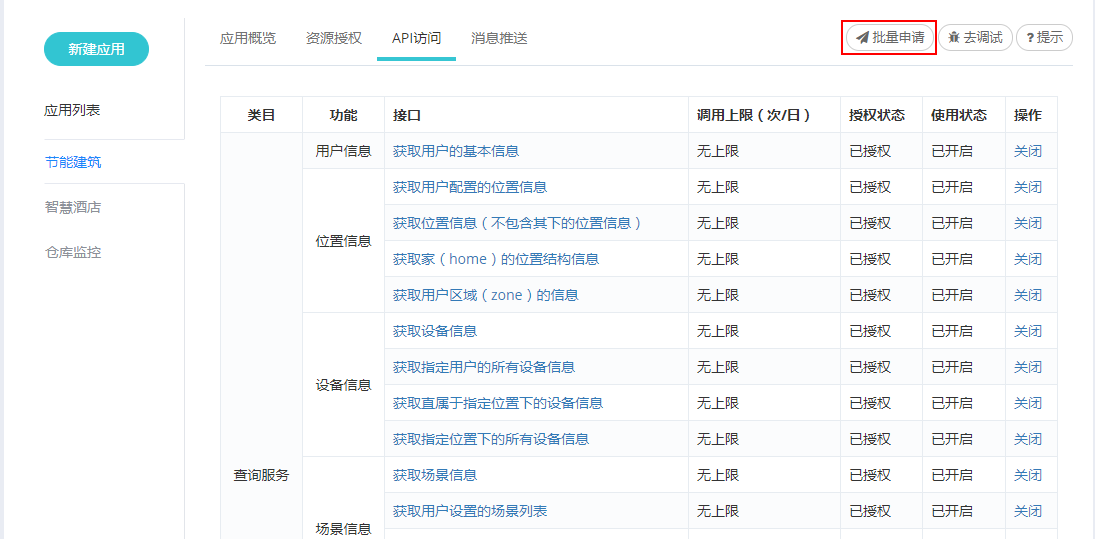 新建应用
应用列表
节能建筑
智慧酒店
仓库监控
应用概览 资源授权 API访问 消息推送 批量申请 去调试 ? 提示
类目 功能 接口 调用上限（次/日） 授权状态 使用状态 操作
用户信息 获取用户的基本信息 无上限 已授权 已开启 关闭
获取用户配置的位置信息 无上限 已授权 已开启 关闭
获取位置信息（不包含其下的位置信息） 无上限 已授权 已开启 关闭
位置信息
获取家（home）的位置结构信息 无上限 已授权 已开启 关闭
获取用户区域（zone）的信息 无上限 已授权 已开启 关闭
获取设备信息 无上限 已授权 已开启 关闭
获取指定用户的所有设备信息 无上限 已授权 已开启 关闭
设备信息
获取直属于指定位置下的设备信息 无上限 已授权 已开启 关闭
获取指定位置下的所有设备信息 无上限 已授权 已开启 关闭
查询服务 获取场景信息 无上限 已授权 已开启 关闭
获取用户设置的场景列表 无上限 已授权 已开启 关闭
场景信息